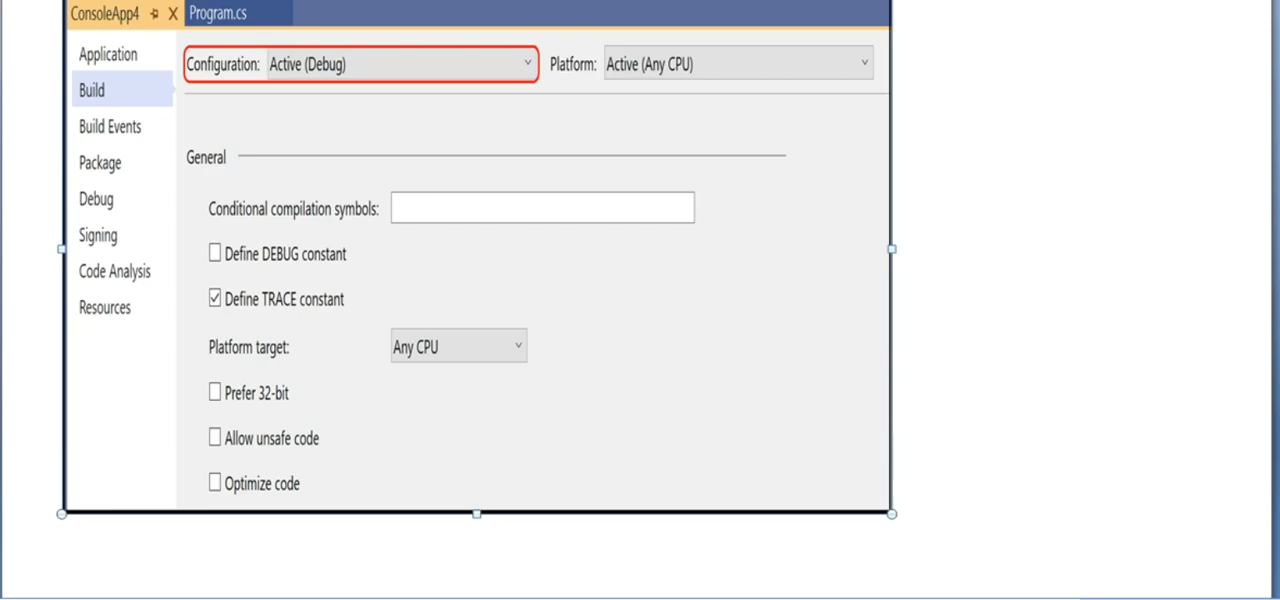 ConsoleApp4 Program.cs
Application
Configuration: Active (Debug) Platform: Active (Any CPU)
Build
Build Events
Package
General
Debug
Conditional compilation symbols:
Signing
Define DEBUG constant
Code Analysis
Define TRACE constant
Resources
Platform target: Any CPU
Prefer 32-bit
Allow unsafe code
Optimize code